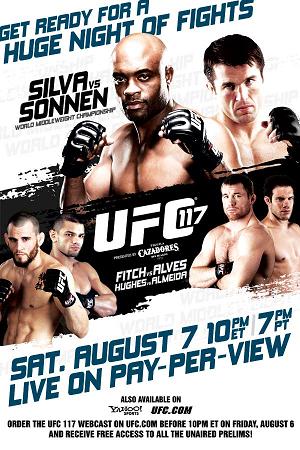 GET READY FOR A
HUGE NIGHT OF FIGHTS
SILVA VS
SONNEN
WORLD MIDDLEWEIGHT CHAMPIONSHIP
UFC 117
PRESENTED BY
TEQUILA
CAZADORES
FITCH VS ALVES
HUGHES VS ALMEIDA
SAT. AUGUST 7 10PM ET 7PM PT
LIVE ON PAY-PER-VIEW
ALSO AVAILABLE ON
YAHOO! SPORTS UFC.COM
ORDER THE UFC 117 WEBCAST ON UFC.COM BEFORE 10PM ET ON FRIDAY, AUGUST 6
AND RECEIVE FREE ACCESS TO ALL THE UNAIRED PRELIMS!